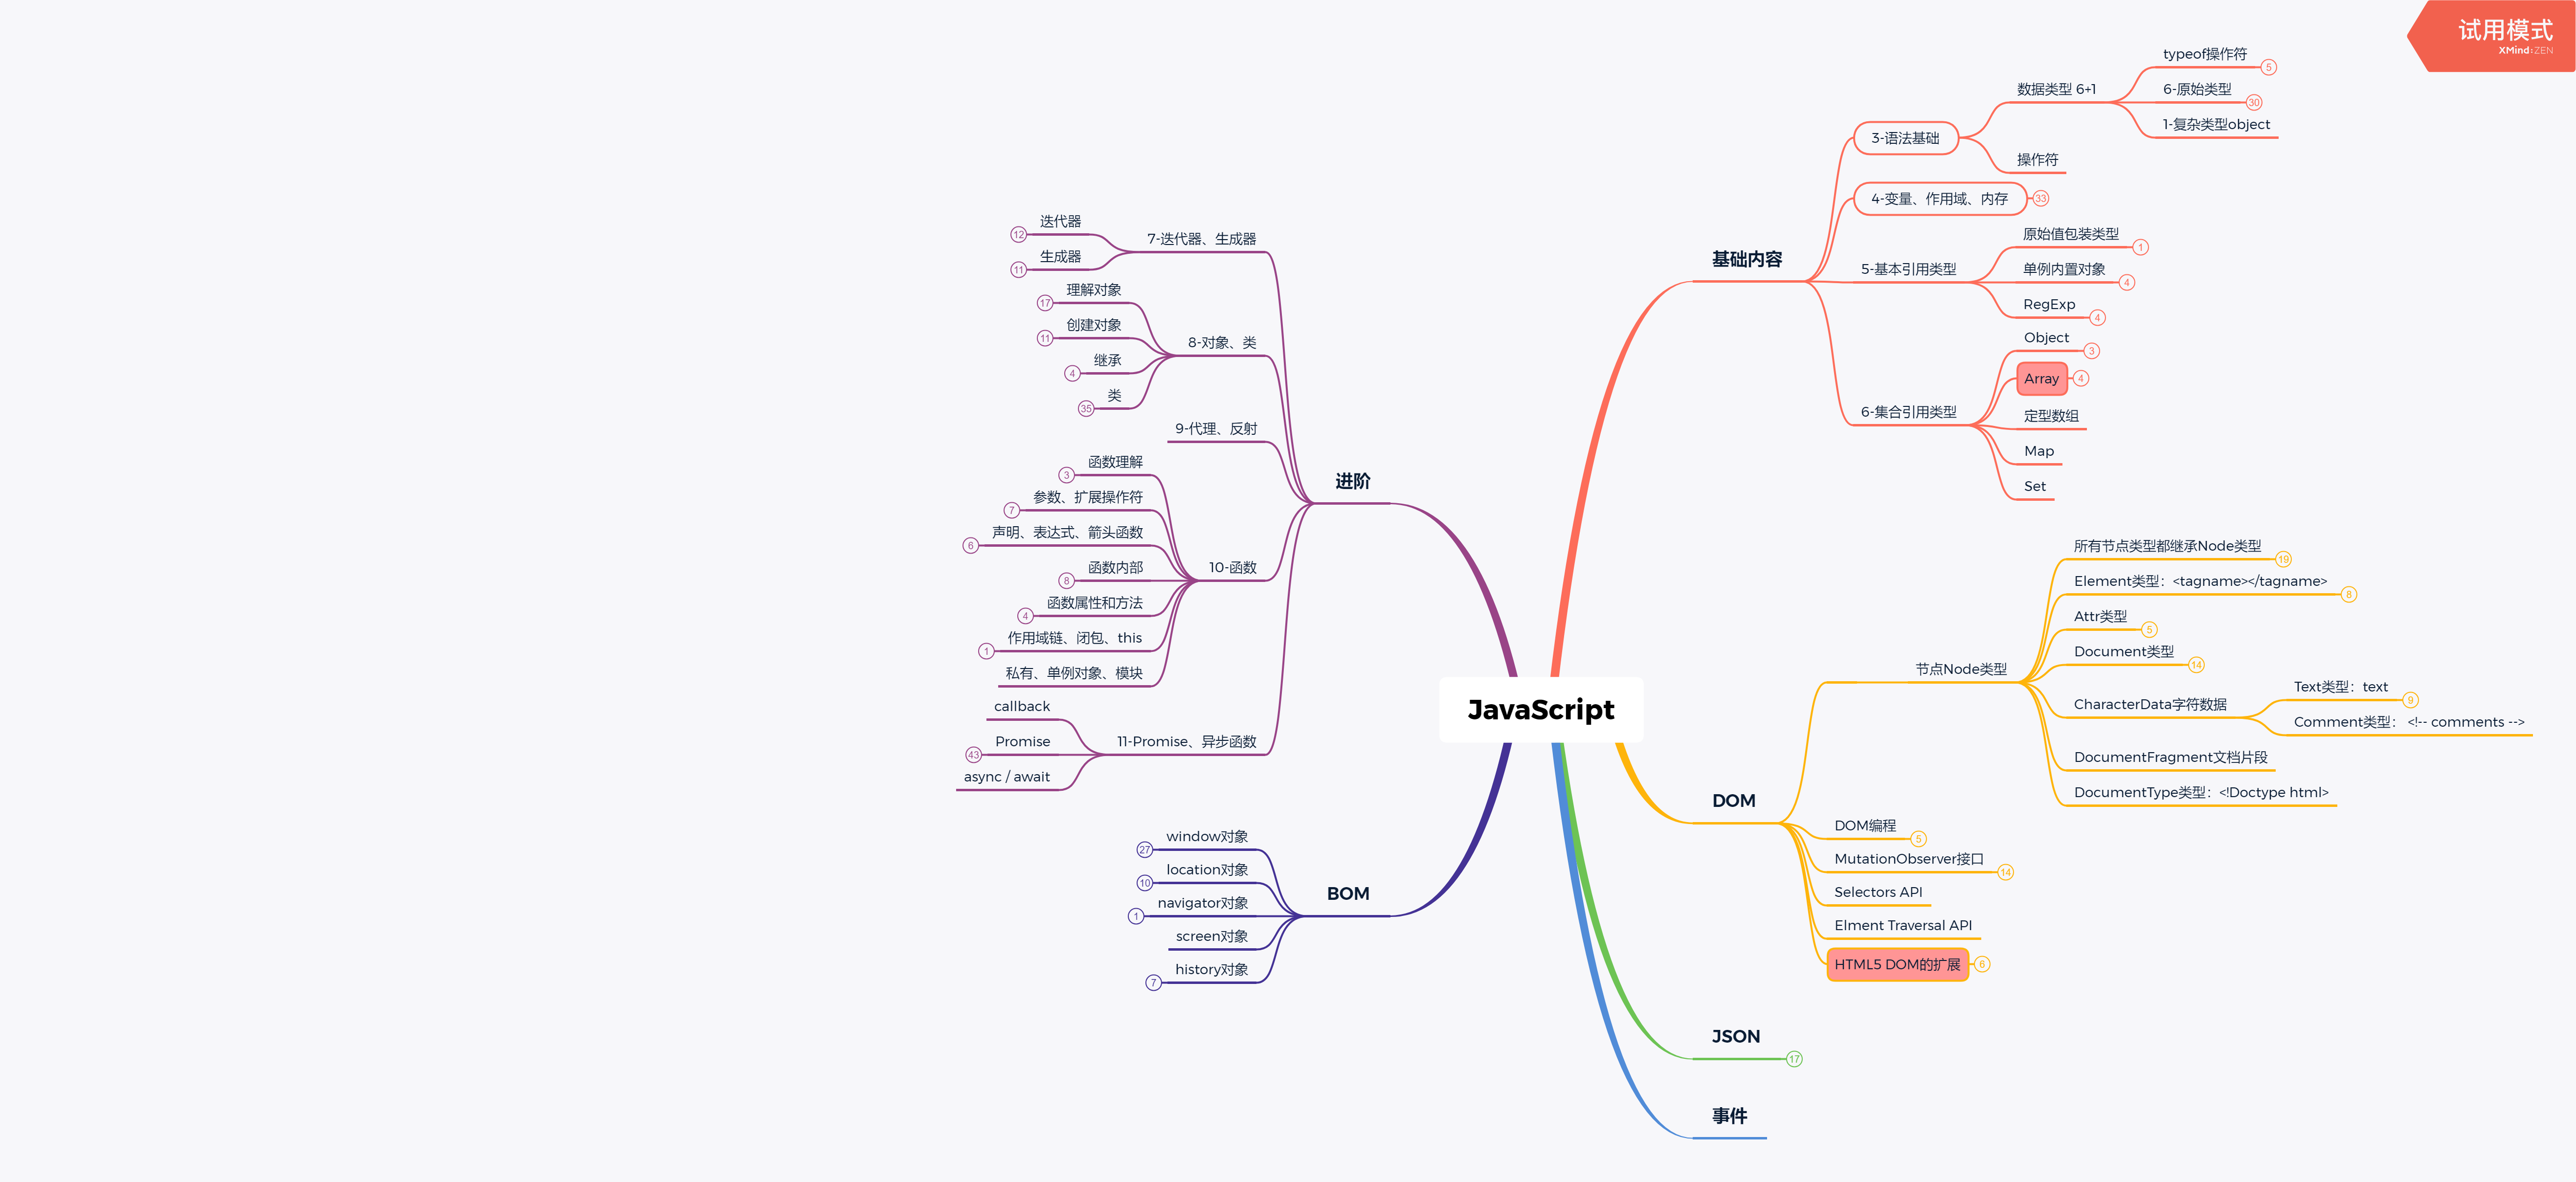 试用模式
XMind:ZEN
JavaScript
基础内容
3-语法基础
数据类型 6+1
typeof操作符
5
6-原始类型
30
1-复杂类型object
操作符
4-变量、作用域、内存
33
5-基本引用类型
原始值包装类型
1
单例内置对象
4
RegExp
4
6-集合引用类型
Object
3
Array
4
定型数组
Map
Set
DOM
节点Node类型
所有节点类型都继承Node类型
19
Element类型：<tagname></tagname>
8
Attr类型
5
Document类型
14
CharacterData字符数据
Text类型：text
9
Comment类型： <!-- comments -->
DocumentFragment文档片段
DocumentType类型：<!Doctype html>
DOM编程
5
MutationObserver接口
14
Selectors API
Elment Traversal API
HTML5 DOM的扩展
6
JSON
17
事件
进阶
7-迭代器、生成器
迭代器
12
生成器
11
8-对象、类
理解对象
17
创建对象
11
继承
4
类
35
9-代理、反射
10-函数
函数理解
3
参数、扩展操作符
7
声明、表达式、箭头函数
6
函数内部
8
函数属性和方法
4
作用域链、闭包、this
1
私有、单例对象、模块
11-Promise、异步函数
callback
Promise
43
async / await
BOM
window对象
27
location对象
10
navigator对象
1
screen对象
history对象
7